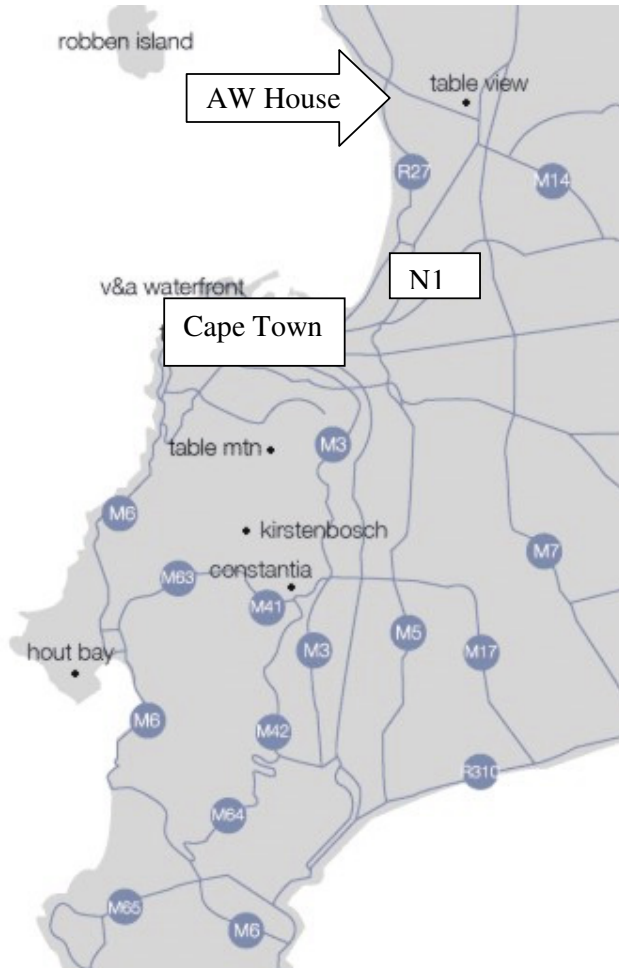 robben island
AW House
table view
R27
M14
v&a waterfront
N1
Cape Town
table mtn
M3
M6
kirstenbosch
M7
M63
constantia
M41
M5
hout bay
M3
M17
M6
M42
R310
M64
M65
M6